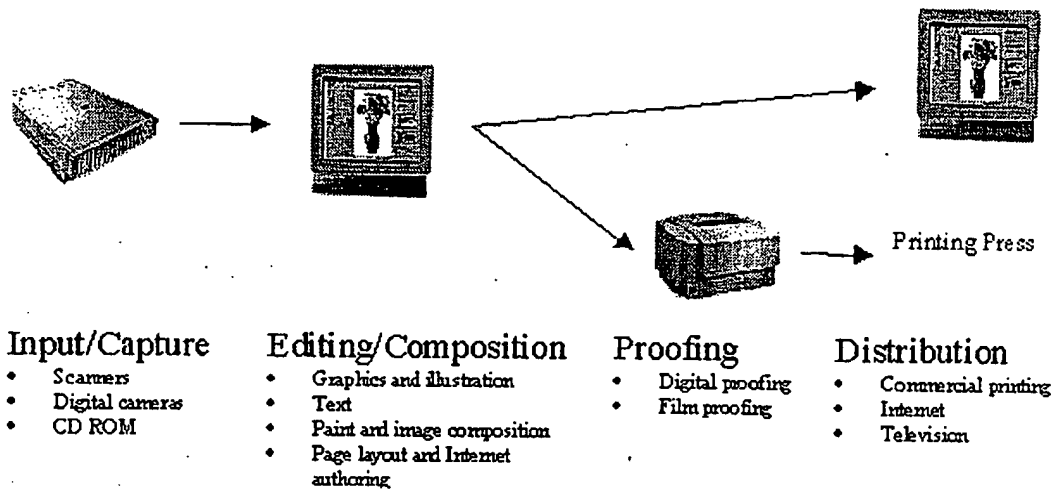 Printing Press
Input/Capture
• Scanners
• Digital cameras
• CD ROM
Editing/Composition
• Graphics and illustration
• Text
• Paint and image composition
• Page layout and Internet
authoring
Proofing
• Digital proofing
• Film proofing
Distribution
• Commercial printing
• Internet
• Television